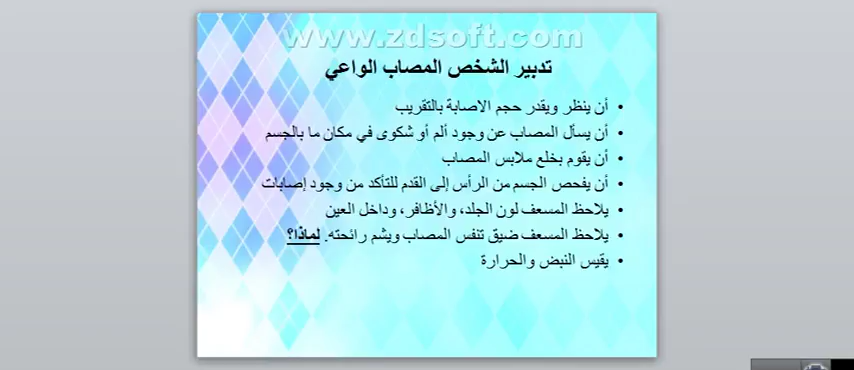 www.zdsoft.com
تدبير الشخص المصاب الواعي
• أن ينظر ويقدر حجم الاصابة بالتقريب
• أن يسأل المصاب عن وجود ألم أو شكوى في مكان ما بالجسم
• أن يقوم بخلع ملابس المصاب
• أن يفحص الجسم من الرأس إلى القدم للتأكد من وجود إصابات
• يلاحظ المسعف لون الجلد، والأظافر، وداخل العين
• يلاحظ المسعف ضيق تنفس المصاب ويشم رائحته. لماذا؟
• يقيس النبض والحرارة